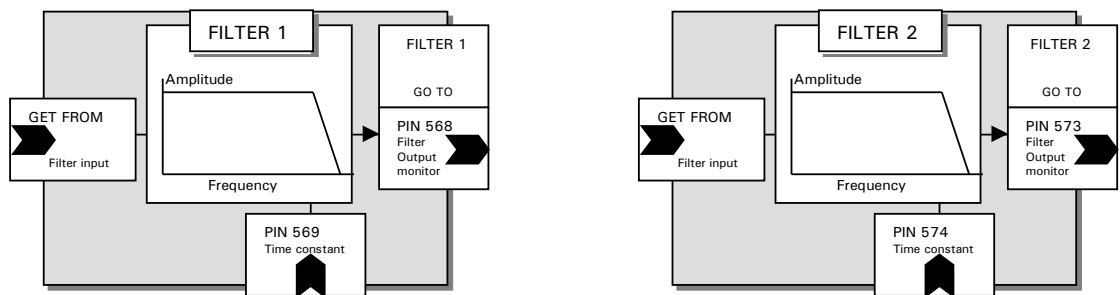 FILTER 1
FILTER 1
Amplitude
GO TO
GET FROM
Filter input
PIN 568
Filter
Output
monitor
Frequency
PIN 569
Time constant
FILTER 2
FILTER 2
Amplitude
GO TO
GET FROM
Filter input
PIN 573
Filter
Output
monitor
Frequency
PIN 574
Time constant